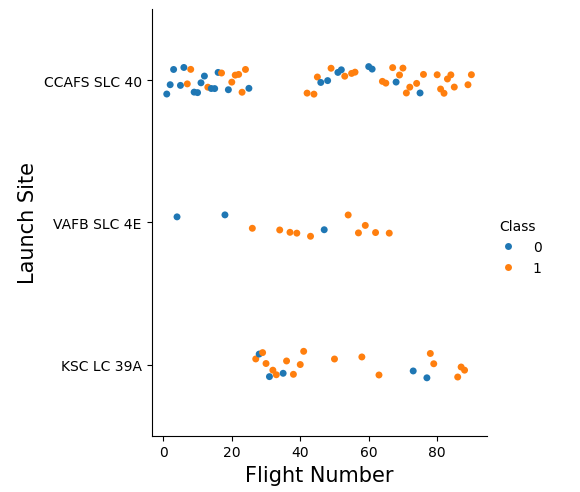 CCAFS SLC 40
VAFB SLC 4E
KSC LC 39A
Launch Site
0 20 40 60 80
Flight Number
Class
0
1